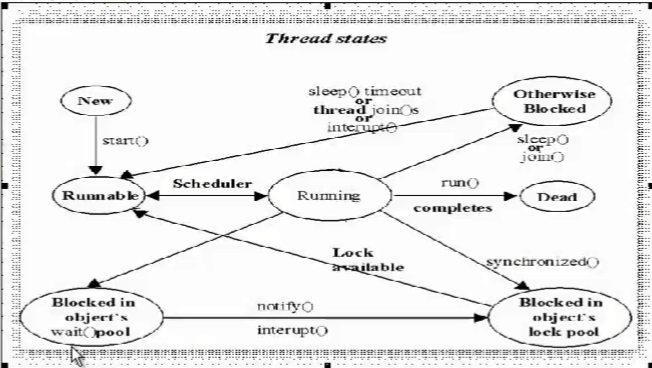 Thread states
New
start()
sleep() timeout
or
thread join()s
or
interupt()
Otherwise
Blocked
sleep()
or
join()
Runnable
Scheduler
Running
run()
completes
Dead
Lock
available
synchronized()
Blocked in
object's
wait()pool
notify()
interupt()
Blocked in
object's
lock pool